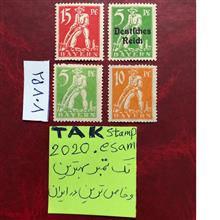 15 Pf
BAYERN
5 Pf
Deutsches
Reich
BAYERN
5 Pf
BAYERN
10 Pf
BAYERN
۷۰۷۶
TAK stamp
2020.esam
تک تمبر بهترین
و خاص ترین در ایران